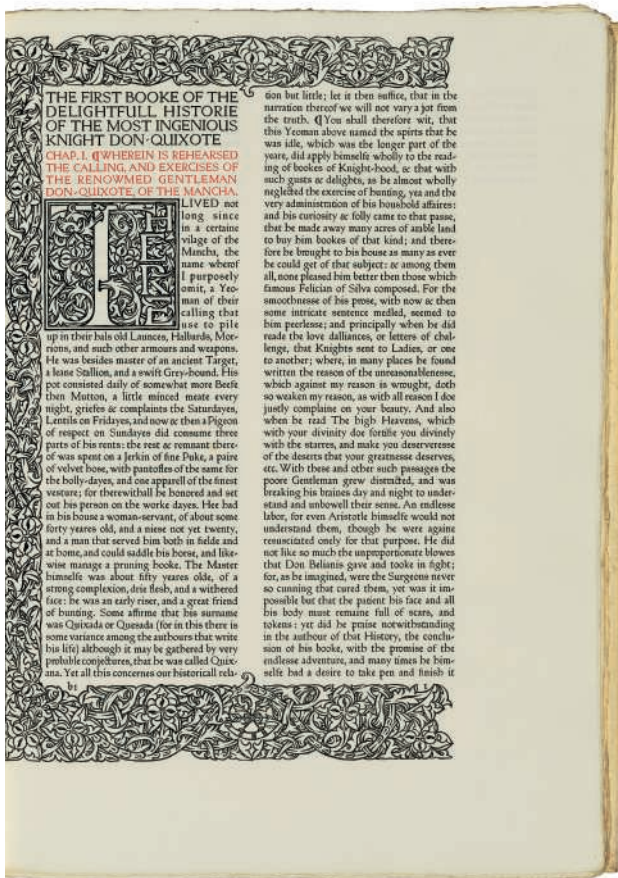 THE FIRST BOOKE OF THE
DELIGHTFULL HISTORIE
OF THE MOST INGENIOUS
KNIGHT DON·QUIXOTE
CHAP. I. ¶ WHEREIN IS REHEARSED
THE CALLING, AND EXERCISES OF
THE RENOWMED GENTLEMAN
DON-QUIXOTE, OF THE MANCHA.
THERE LIVED not
long since
in a certaine
vilage of the
Mancha, the
name wherof
I purposely
omit, a Yeo-
man of their
calling that
use to pile
up in their hals old Launces, Halbards, Mor-
rions, and such other armours and weapons.
He was besides master of an ancient Target,
a leane Stallion, and a swift Grey-hound. His
pot consisted daily of somewhat more Beefe
then Mutton, a little minced meate every
night, griefes & complaints the Saturdayes,
Lentils on Fridayes, and now & then a Pigeon
of respect on Sundayes did consume three
parts of his rents: the rest & remnant there-
of was spent on a Jerkin of fine Puke, a paire
of velvet hose, with pantofles of the same for
the holly-dayes, and one apparell of the finest
vesture; for therewithall he honored and set
out his person on the worke dayes. Hee had
in his house a woman-servant, of about some
forty yeares old, and a niese not yet twenty,
and a man that served him both in fielde and
at home, and could saddle his horse, and like-
wise manage a pruning hooke. The Master
himselfe was about fifty yeares olde, of a
strong complexion, drie flesh, and a withered
face: he was an early riser, and a great friend
of hunting. Some affirme that his surname
was Quixada or Quesada (for in this there is
some variance among the authours that write
his life) although it may be gathered by very
probable conjectures, that he was called Quix-
ana. Yet all this concernes our historicall rela-
b1
tion but little; let it then suffice, that in the
narration thereof we will not vary a jot from
the truth. ¶ You shall therefore wit, that
this Yeoman above named the spirts that he
was idle, which was the longer part of the
yeare, did apply himselfe wholly to the read-
ing of bookes of Knight-hood, & that with
such gusts & delights, as he almost wholly
neglected the exercise of hunting, yea and the
very administration of his houshold affaires:
and his curiosity & folly came to that passe,
that he made away many acres of arable land
to buy him bookes of that kind; and there-
fore he brought to his house as many as ever
he could get of that subject: & among them
all, none pleased him better then those which
famous Felician of Silva composed. For the
smoothnesse of his prose, with now & then
some intricate sentence medled, seemed to
him peerlesse; and principally when he did
reade the love dalliances, or letters of chal-
lenge, that Knights sent to Ladies, or one
to another; where, in many places he found
written the reason of the unreasonablenesse,
which against my reason is wrought, doth
so weaken my reason, as with all reason I doe
justly complaine on your beauty. And also
when he read The high Heavens, which
with your divinity doe fortifie you divinely
with the starres, and make you deserveresse
of the deserts that your greatnesse deserves,
etc. With these and other such passages the
poore Gentleman grew distracted, and was
breaking his braines day and night to under-
stand and unbowell their sense. An endlesse
labor, for even Aristotle himselfe would not
understand them, though he were againe
resuscitated onely for that purpose. He did
not like so much the unproportionate blowes
that Don Belianis gave and tooke in fight;
for, as he imagined, were the Surgeons never
so cunning that cured them, yet was it im-
possible but that the patient his face and all
his body must remaine full of scars, and
tokens: yet did he praise notwithstanding
in the authour of that History, the conclu-
sion of his booke, with the promise of the
endlesse adventure, and many times he him-
selfe had a desire to take pen and finish it